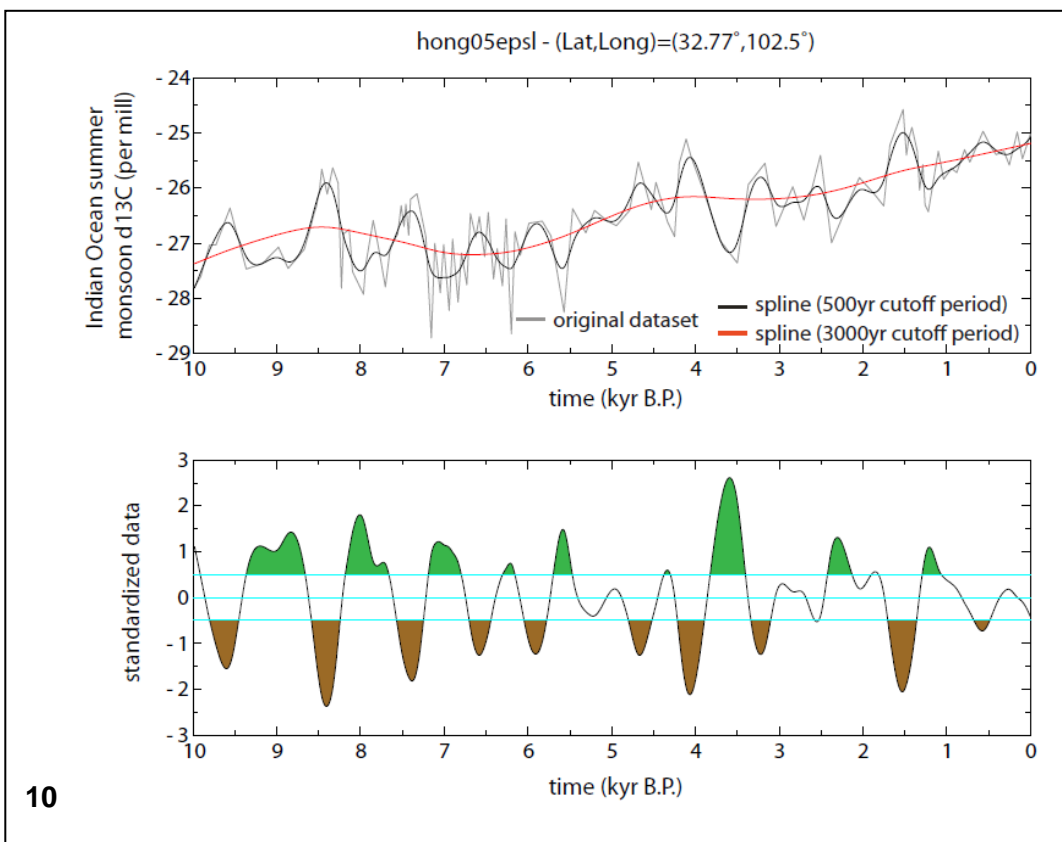 hong05epsl - (Lat,Long)=(32.77°,102.5°)
Indian Ocean summer
monsoon d13C (per mill)
- 24
- 25
- 26
- 27
- 28
- 29
original dataset
spline (500yr cutoff period)
spline (3000yr cutoff period)
10 9 8 7 6 5 4 3 2 1 0
time (kyr B.P.)
standardized data
3
2
1
0
- 1
- 2
- 3
10 9 8 7 6 5 4 3 2 1 0
time (kyr B.P.)
10